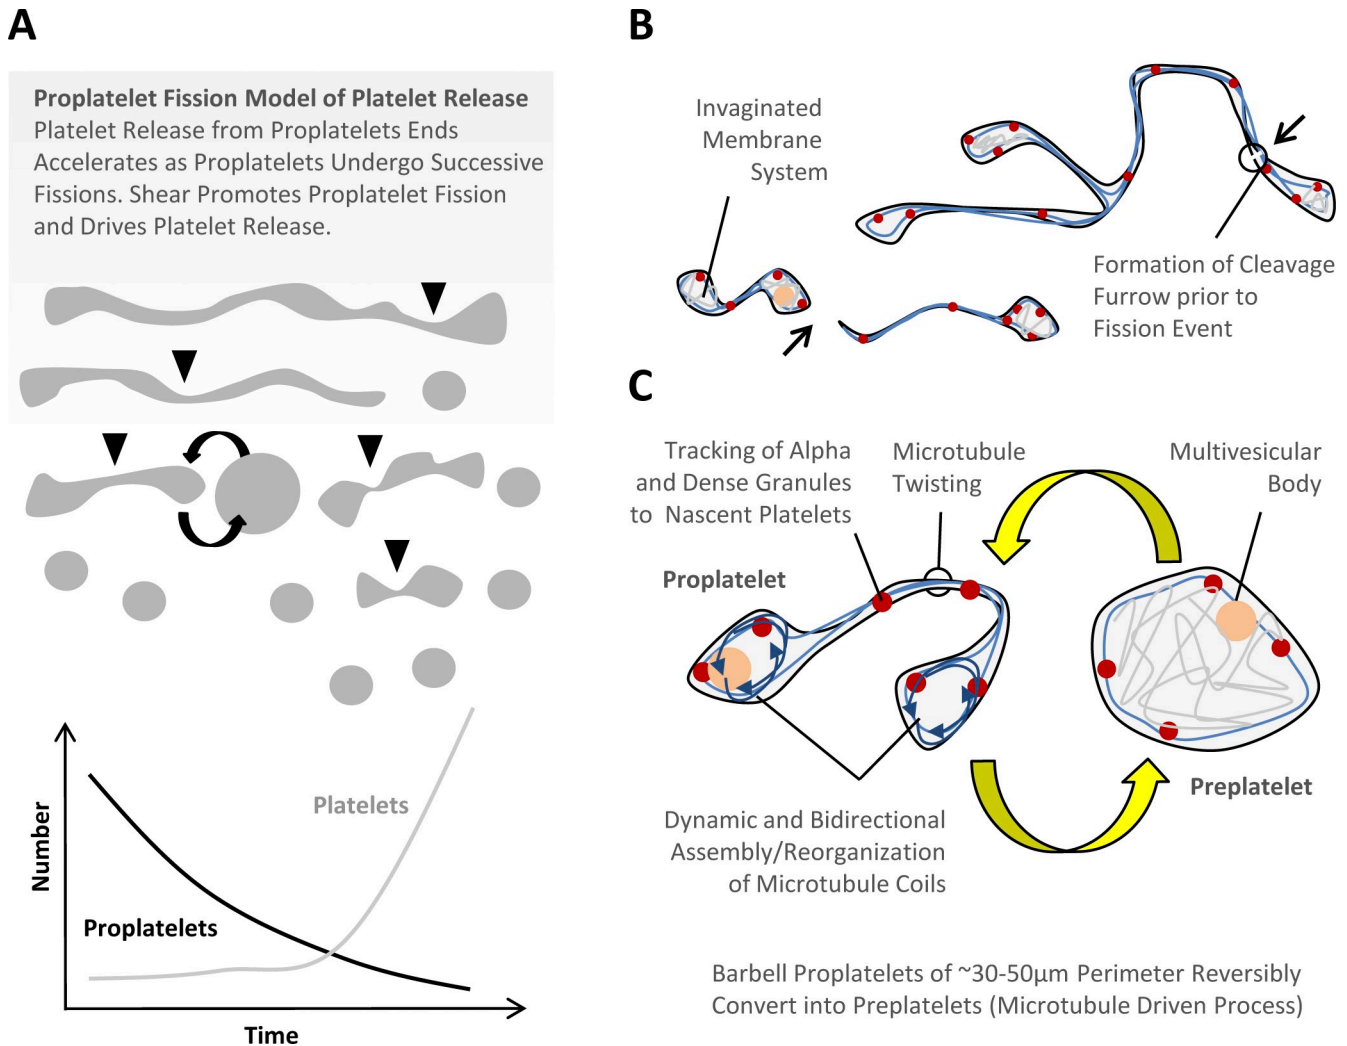 A
Proplatelet Fission Model of Platelet Release
Platelet Release from Proplatelets Ends
Accelerates as Proplatelets Undergo Successive
Fissions. Shear Promotes Proplatelet Fission
and Drives Platelet Release.
Number
Platelets
Proplatelets
Time
B
Invaginated
Membrane
System
Formation of Cleavage
Furrow prior to
Fission Event
C
Tracking of Alpha
and Dense Granules
to Nascent Platelets
Microtubule
Twisting
Multivesicular
Body
Proplatelet
Preplatelet
Dynamic and Bidirectional
Assembly/Reorganization
of Microtubule Coils
Barbell Proplatelets of ~30-50µm Perimeter Reversibly
Convert into Preplatelets (Microtubule Driven Process)